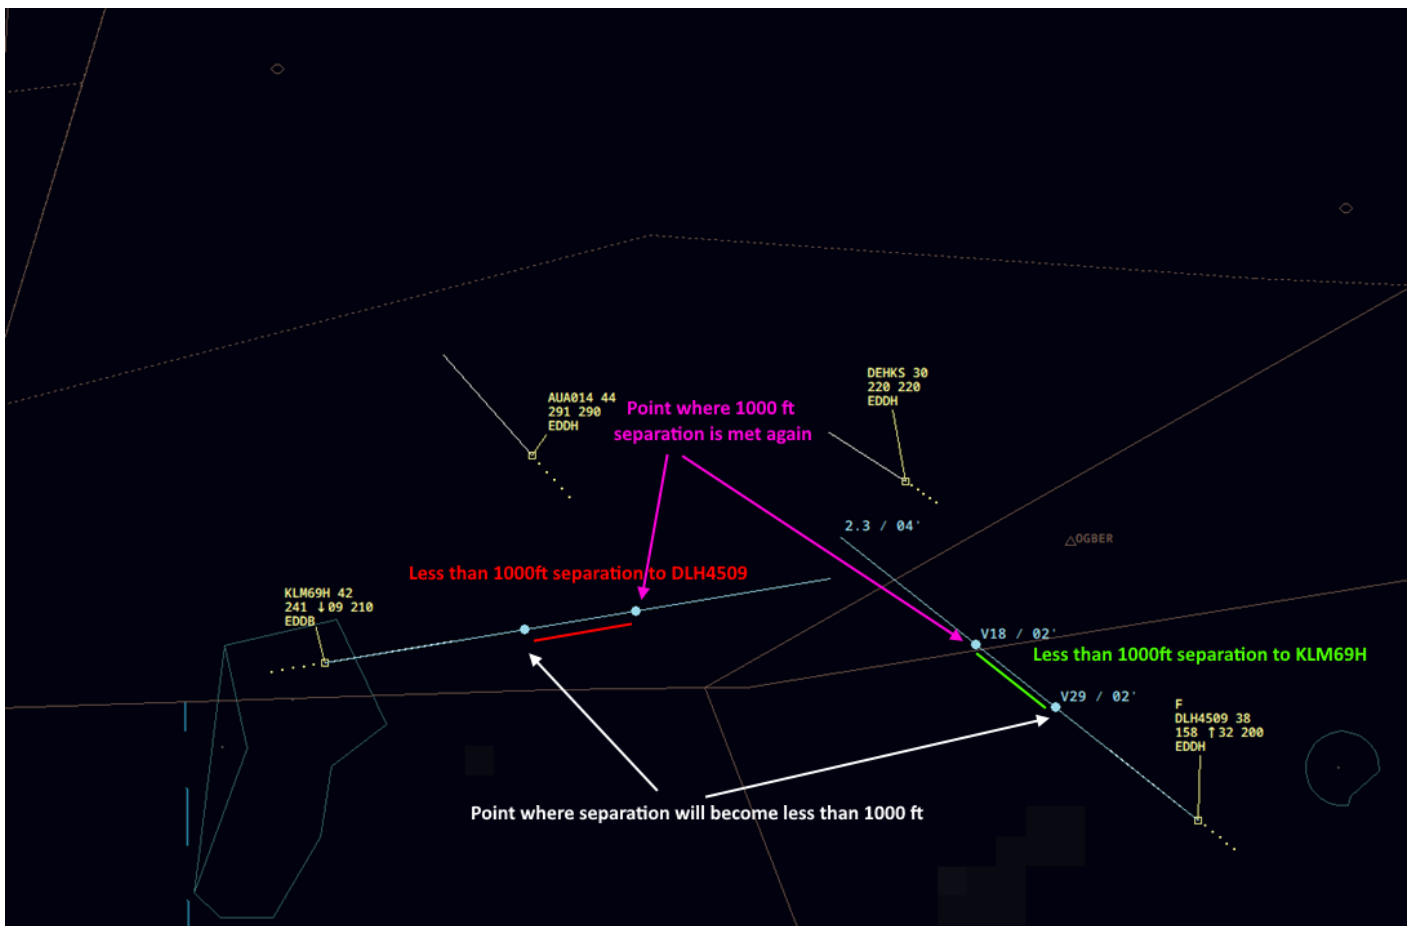 DEHKS 30
220 220
EDDH
AUA014 44
291 290
EDDH
Point where 1000 ft
separation is met again
2.3 / 04'
OGBER
Less than 1000ft separation to DLH4509
KLM69H 42
241 ↓09 210
EDDB
V18 / 02'
Less than 1000ft separation to KLM69H
V29 / 02'
F
DLH4509 38
158 ↑32 200
EDDH
Point where separation will become less than 1000 ft